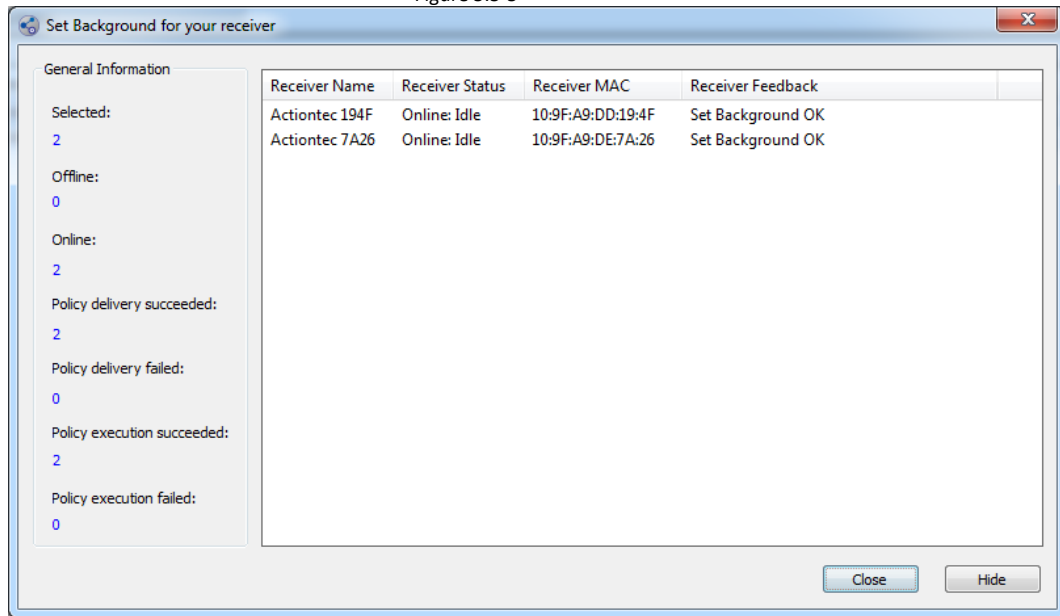 Set Background for your receiver
General Information
Selected:
2
Offline:
0
Online:
2
Policy delivery succeeded:
2
Policy delivery failed:
0
Policy execution succeeded:
2
Policy execution failed:
0
Receiver Name Receiver Status Receiver MAC Receiver Feedback
Actiontec 194F Online: Idle 10:9F:A9:DD:19:4F Set Background OK
Actiontec 7A26 Online: Idle 10:9F:A9:DE:7A:26 Set Background OK
Close Hide